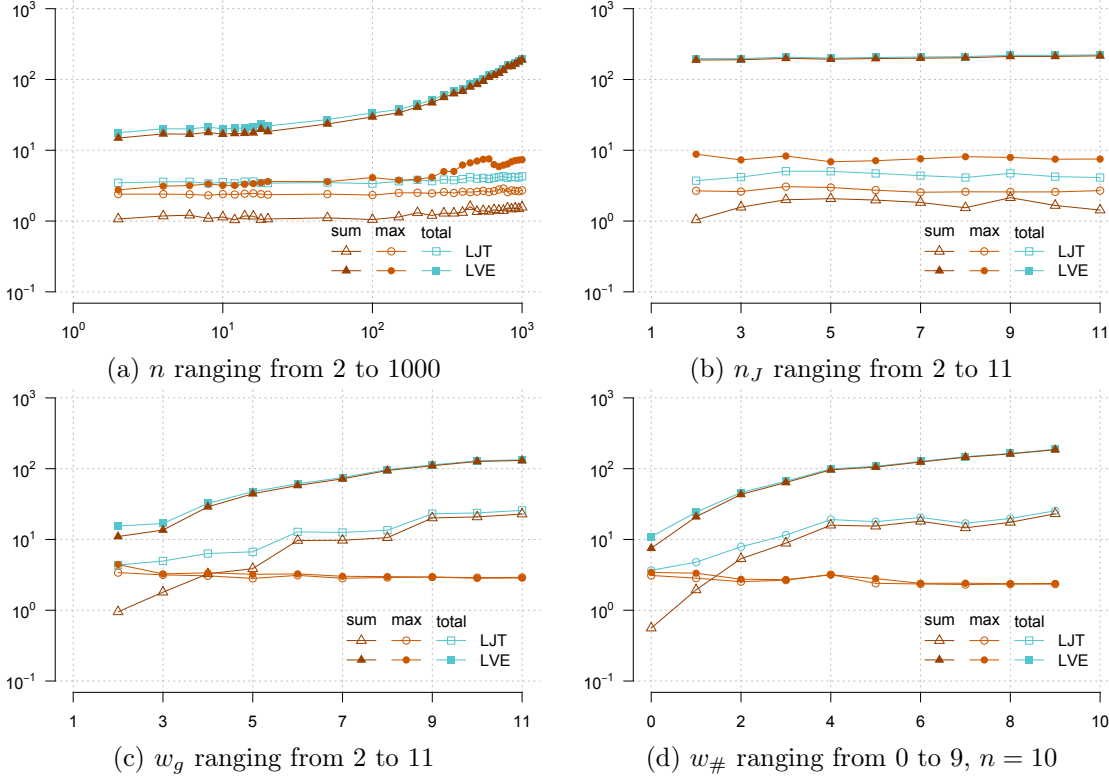 10³ 10³
10² 10²
10¹ 10¹
10⁰ 10⁰
sum max total sum max total
LJT LJT
LVE LVE
10⁻¹ 10⁻¹
10⁰ 10¹ 10² 10³ 1 3 5 7 9 11
(a) n ranging from 2 to 1000 (b) n_J ranging from 2 to 11
10³ 10³
10² 10²
10¹ 10¹
10⁰ 10⁰
sum max total sum max total
LJT LJT
LVE LVE
10⁻¹ 10⁻¹
1 3 5 7 9 11 0 2 4 6 8 10
(c) w_g ranging from 2 to 11 (d) w_# ranging from 0 to 9, n = 10